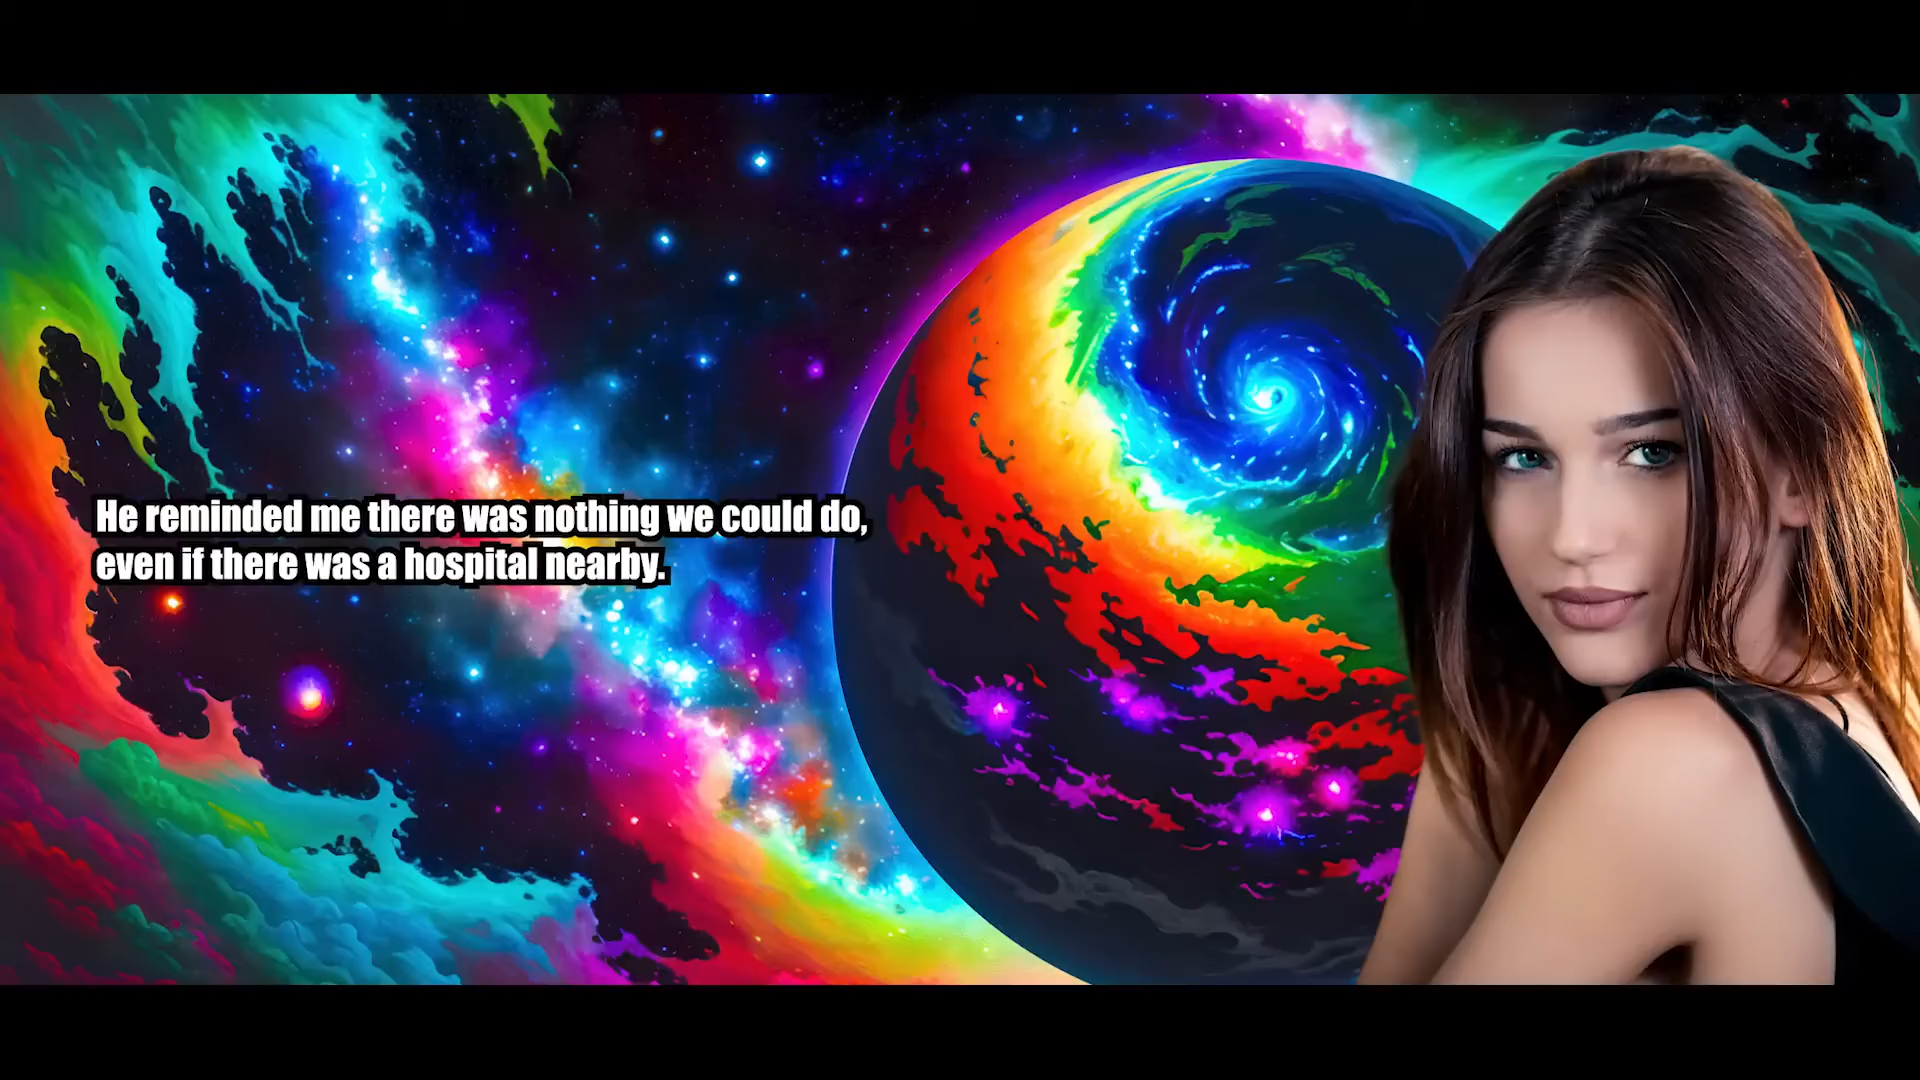 He reminded me there was nothing we could do,
even if there was a hospital nearby.